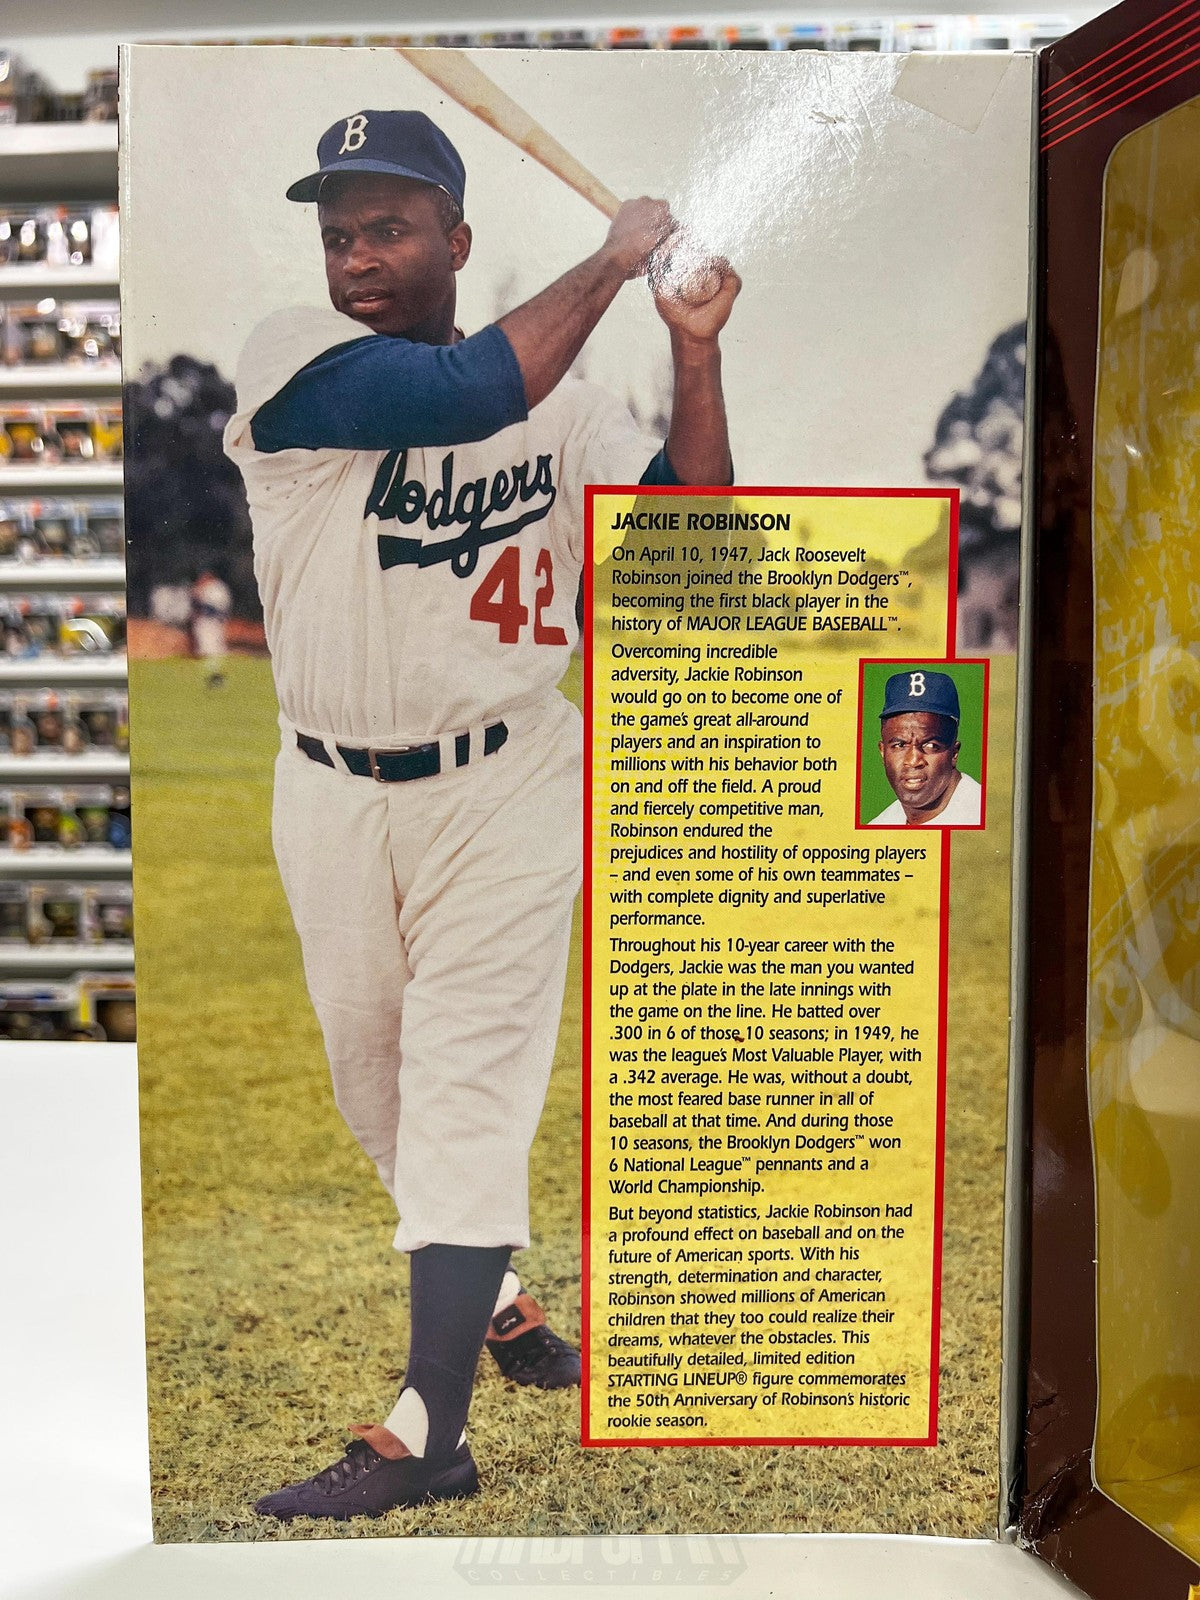 B
Dodgers
42
JACKIE ROBINSON
On April 10, 1947, Jack Roosevelt
Robinson joined the Brooklyn Dodgers™,
becoming the first black player in the
history of MAJOR LEAGUE BASEBALL™.
Overcoming incredible
adversity, Jackie Robinson
would go on to become one of
the game's great all-around
players and an inspiration to
millions with his behavior both
on and off the field. A proud
and fiercely competitive man,
Robinson endured the
prejudices and hostility of opposing players
– and even some of his own teammates –
with complete dignity and superlative
performance.
B
Throughout his 10-year career with the
Dodgers, Jackie was the man you wanted
up at the plate in the late innings with
the game on the line. He batted over
.300 in 6 of those 10 seasons; in 1949, he
was the league's Most Valuable Player, with
a .342 average. He was, without a doubt,
the most feared base runner in all of
baseball at that time. And during those
10 seasons, the Brooklyn Dodgers™ won
6 National League™ pennants and a
World Championship.
But beyond statistics, Jackie Robinson had
a profound effect on baseball and on the
future of American sports. With his
strength, determination and character,
Robinson showed millions of American
children that they too could realize their
dreams, whatever the obstacles. This
beautifully detailed, limited edition
STARTING LINEUP® figure commemorates
the 50th Anniversary of Robinson's historic
rookie season.
COLLECTIBLES